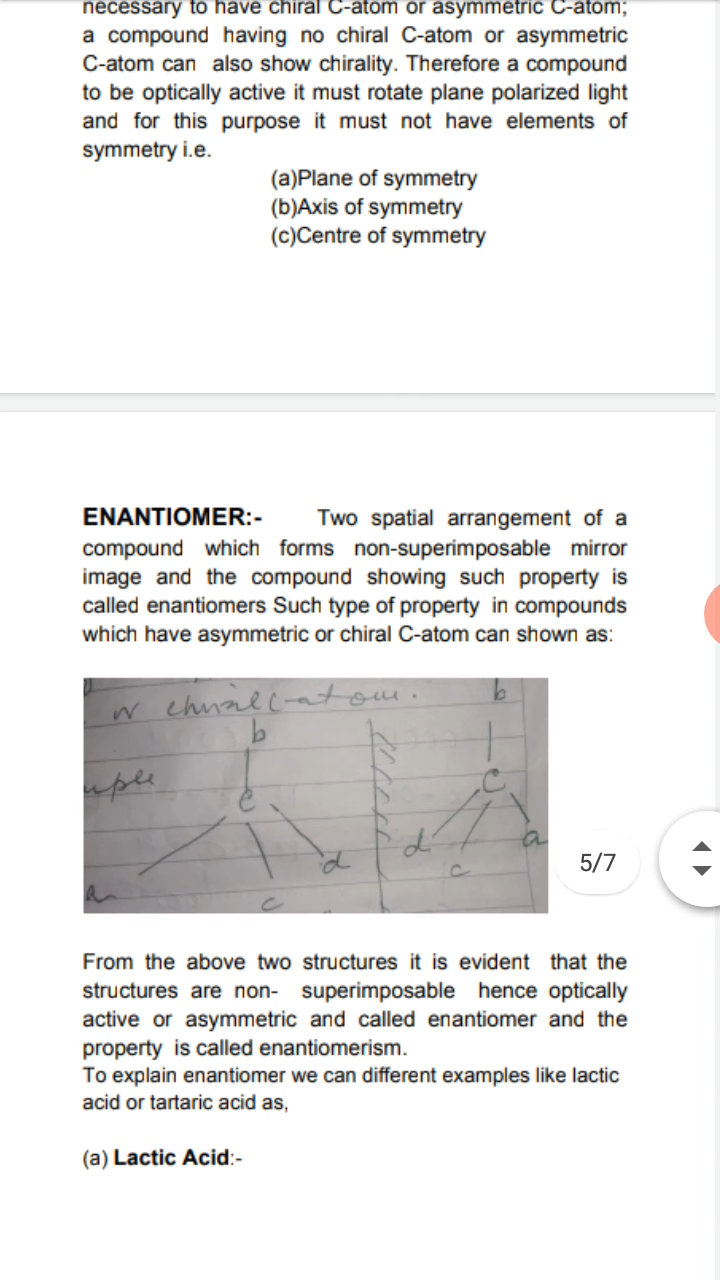 necessary to have chiral C-atom or asymmetric C-atom;
a compound having no chiral C-atom or asymmetric
C-atom can also show chirality. Therefore a compound
to be optically active it must rotate plane polarized light
and for this purpose it must not have elements of
symmetry i.e.
(a)Plane of symmetry
(b)Axis of symmetry
(c)Centre of symmetry
ENANTIOMER:- Two spatial arrangement of a
compound which forms non-superimposable mirror
image and the compound showing such property is
called enantiomers Such type of property in compounds
which have asymmetric or chiral C-atom can shown as:
b
b
C
C
d
d
a
a
c
c
5/7
From the above two structures it is evident that the
structures are non- superimposable hence optically
active or asymmetric and called enantiomer and the
property is called enantiomerism.
To explain enantiomer we can different examples like lactic
acid or tartaric acid as,
(a) Lactic Acid:-